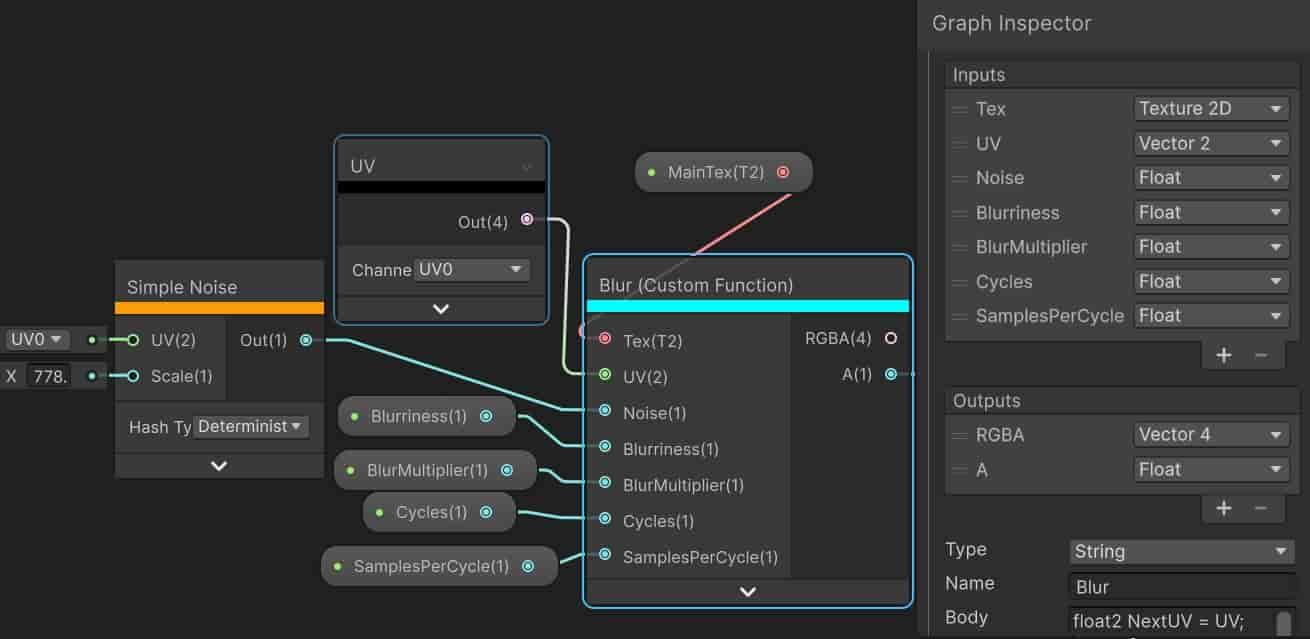 Graph Inspector
Inputs
Tex Texture 2D
UV Vector 2
Noise Float
Blurriness Float
BlurMultiplier Float
Cycles Float
SamplesPerCycle Float
+ −
Outputs
RGBA Vector 4
A Float
+ −
Type String
Name Blur
Body float2 NextUV = UV;
UV
Out(4)
Channe UV0
MainTex(T2)
Simple Noise
UV0 UV(2) Out(1)
X 778. Scale(1)
Hash Ty Determinist
Blurriness(1)
BlurMultiplier(1)
Cycles(1)
SamplesPerCycle(1)
Blur (Custom Function)
Tex(T2) RGBA(4)
UV(2) A(1)
Noise(1)
Blurriness(1)
BlurMultiplier(1)
Cycles(1)
SamplesPerCycle(1)